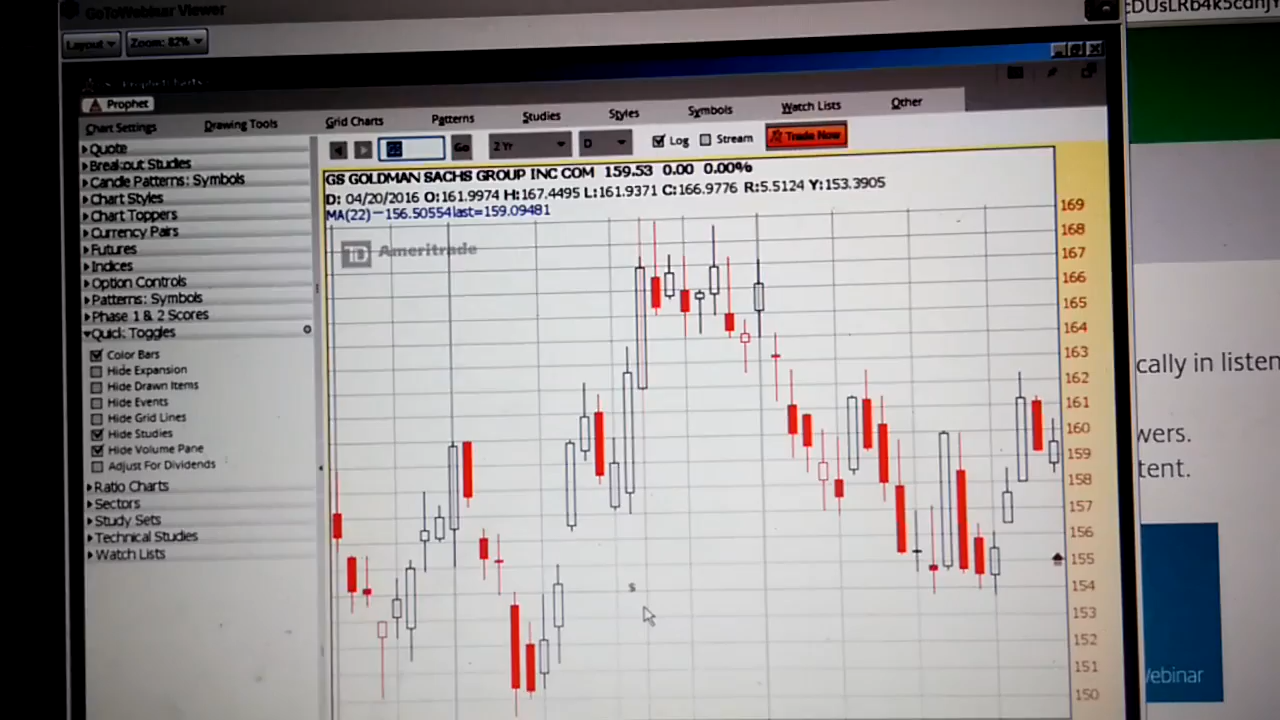 GoToWebinar Viewer
Layout
Zoom: 82%
Prophet
Chart Settings
Drawing Tools
Grid Charts
Patterns
Studies
Styles
Symbols
Watch Lists
Other
Go
2 Yr
D
Log
Stream
Trade Now
Quote
Breakout Studies
Candle Patterns: Symbols
Chart Styles
Chart Toppers
Currency Pairs
Futures
Indices
Option Controls
Patterns: Symbols
Phase 1 & 2 Scores
Quick Toggles
Color Bars
Hide Expansion
Hide Drawn Items
Hide Events
Hide Grid Lines
Hide Studies
Hide Volume Pane
Adjust For Dividends
Ratio Charts
Sectors
Study Sets
Technical Studies
Watch Lists
GS GOLDMAN SACHS GROUP INC COM 159.53 0.00 0.00%
D: 04/20/2016 O:161.9974 H:167.4495 L:161.9371 C:166.9776 R:5.5124 Y:153.3905
MA(22)—156.50554last=159.09481
TD Ameritrade
169
168
167
166
165
164
163
162
161
160
159
158
157
156
155
154
153
152
151
150
s
cally in listen
wers.
tent.
Webinar